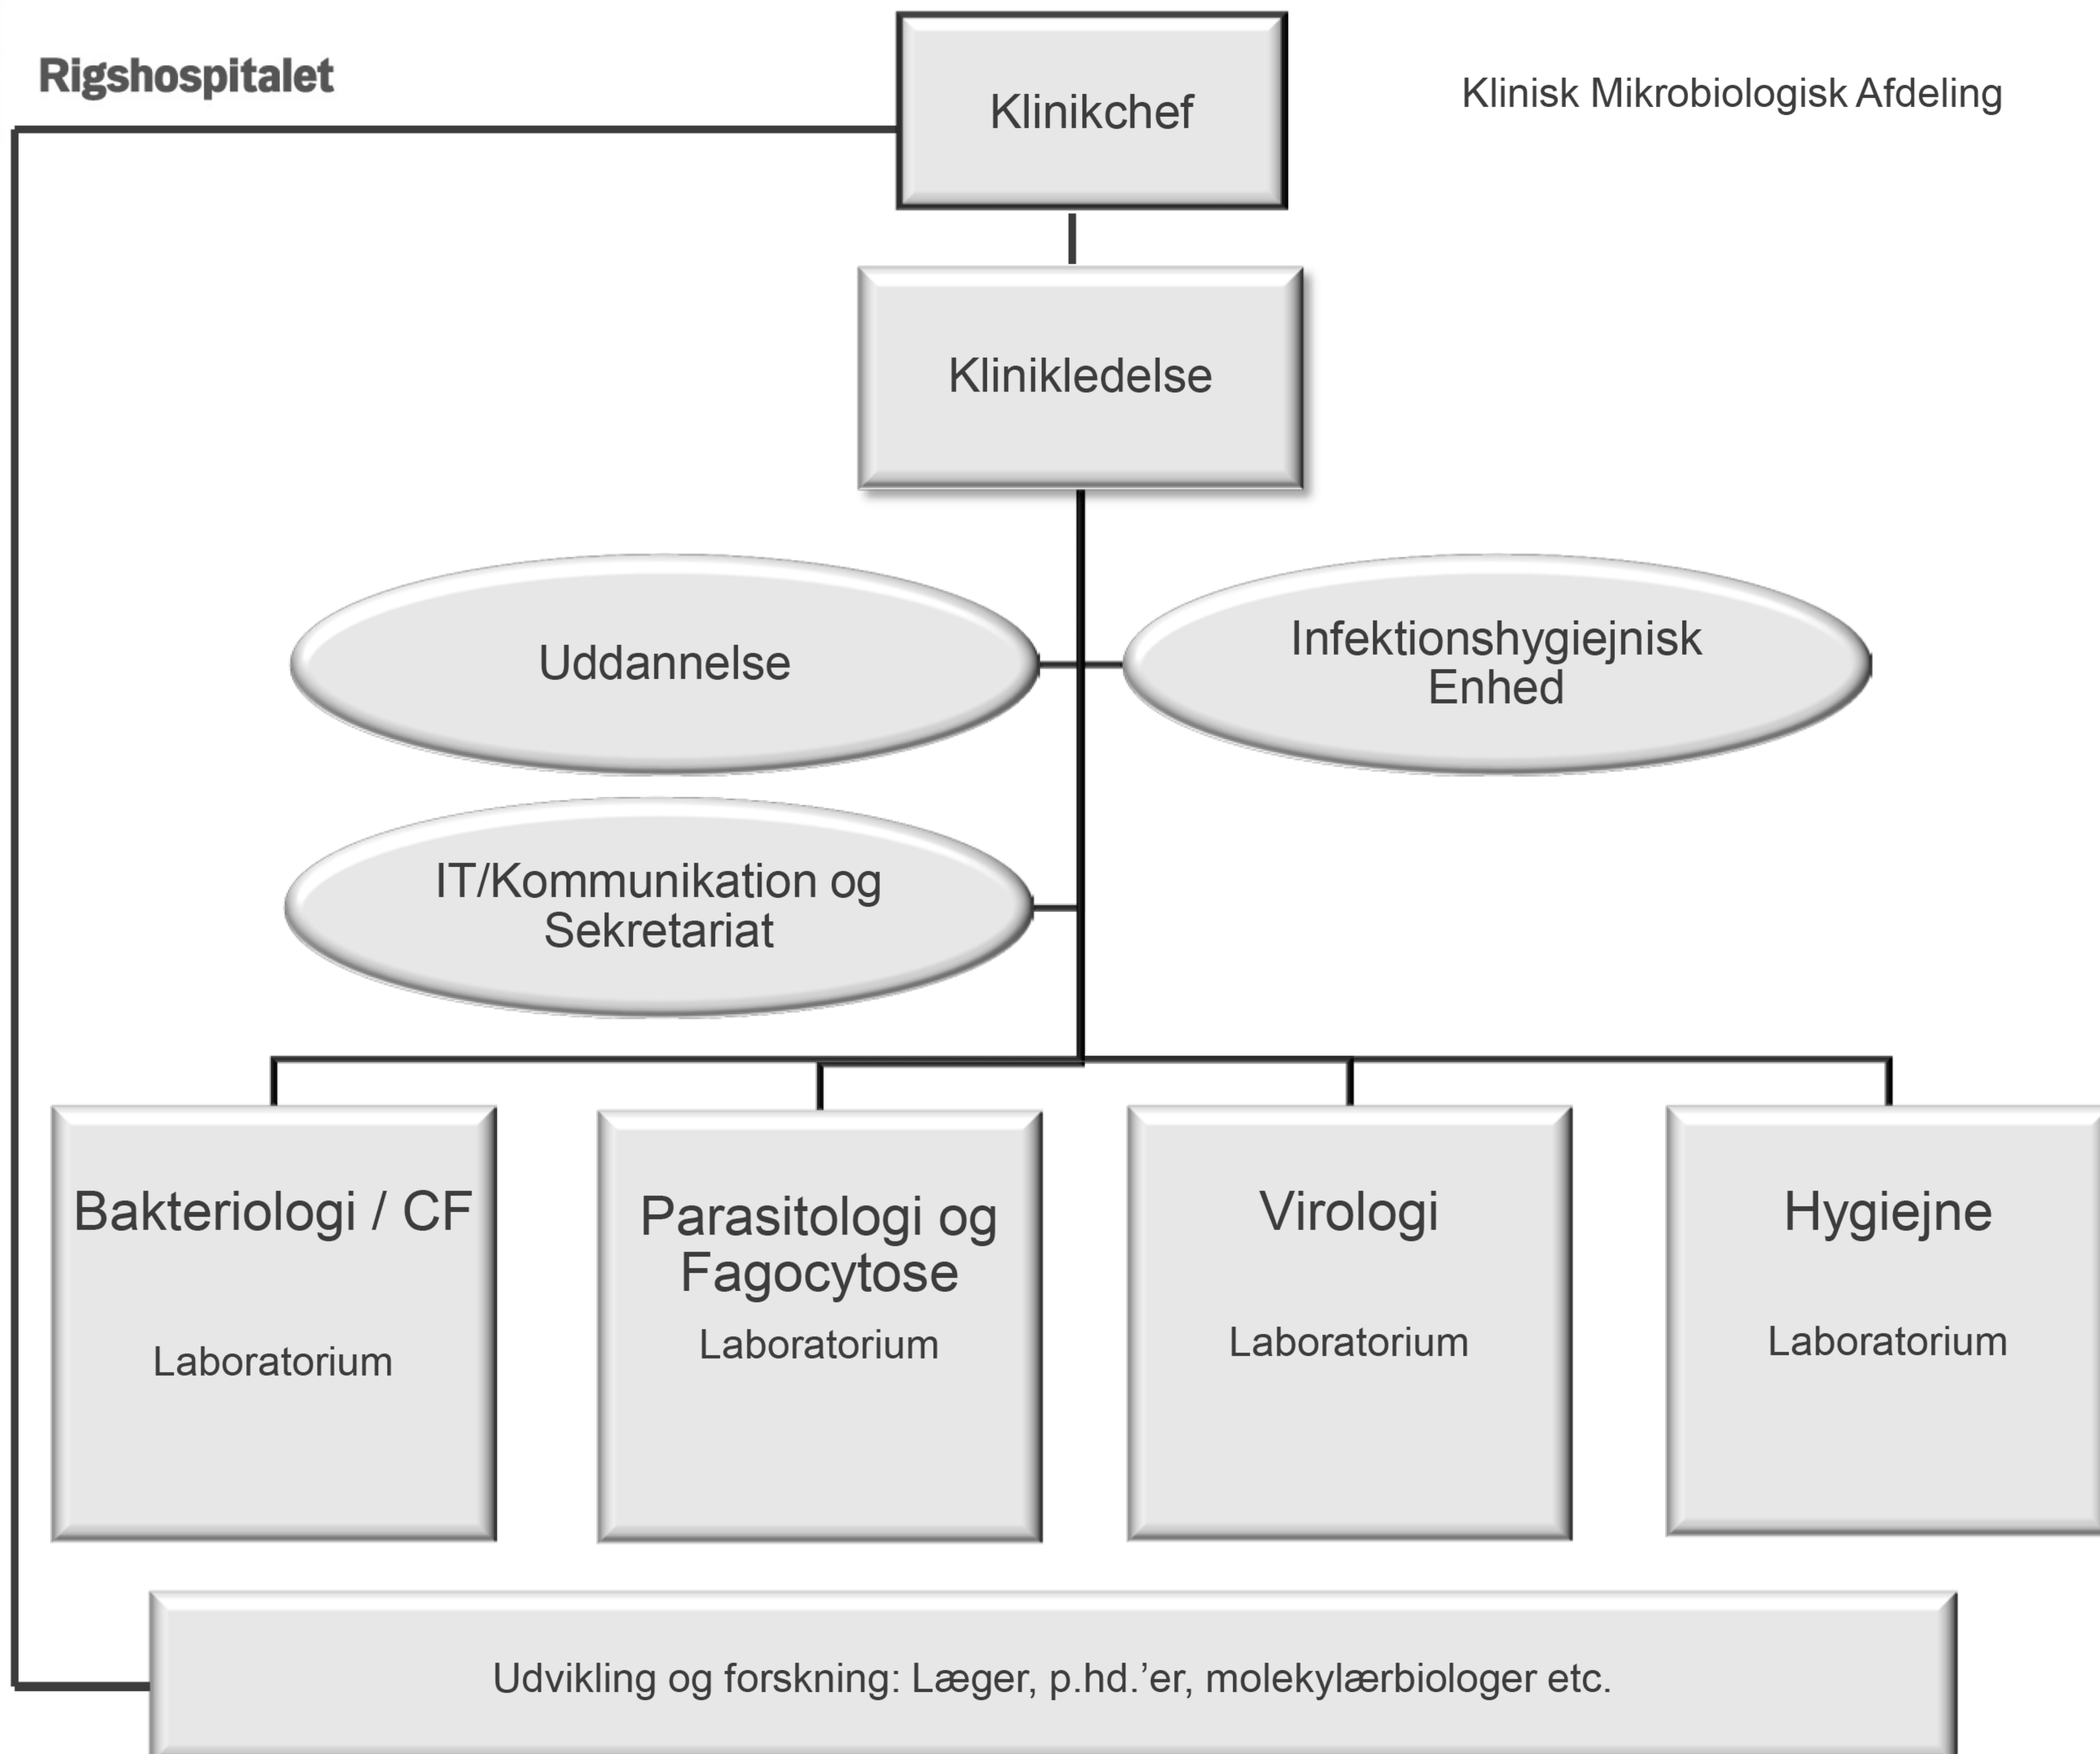 Rigshospitalet
Klinikchef
Klinisk Mikrobiologisk Afdeling
Klinikledelse
Uddannelse
Infektionshygiejnisk
Enhed
IT/Kommunikation og
Sekretariat
Bakteriologi / CF
Laboratorium
Parasitologi og
Fagocytose
Laboratorium
Virologi
Laboratorium
Hygiejne
Laboratorium
Udvikling og forskning: Læger, p.hd.’er, molekylærbiologer etc.